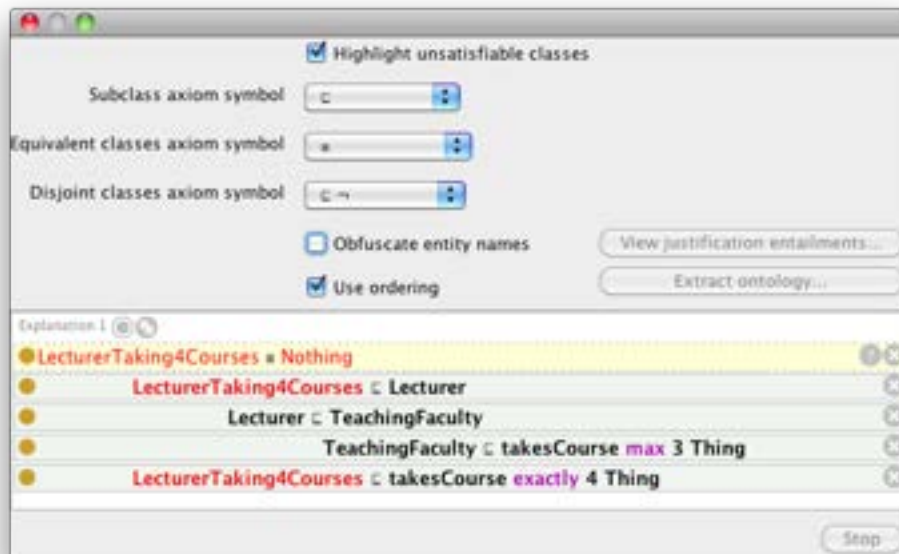 Highlight unsatisfiable classes
Subclass axiom symbol ⊑
Equivalent classes axiom symbol ≡
Disjoint classes axiom symbol ⊑ ¬
Obfuscate entity names View justification entailments...
Use ordering Extract ontology...
Explanation 1
LecturerTaking4Courses ≡ Nothing
LecturerTaking4Courses ⊑ Lecturer
Lecturer ⊑ TeachingFaculty
TeachingFaculty ⊑ takesCourse max 3 Thing
LecturerTaking4Courses ⊑ takesCourse exactly 4 Thing
Stop